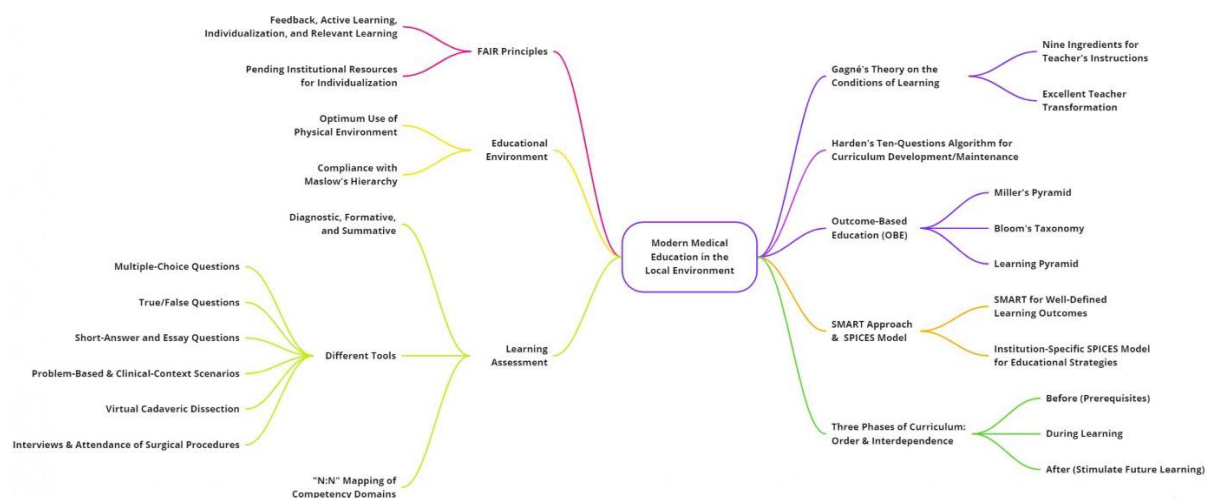 Modern Medical
Education in the
Local Environment
FAIR Principles
Feedback, Active Learning,
Individualization, and Relevant Learning
Pending Institutional Resources
for Individualization
Educational
Environment
Optimum Use of
Physical Environment
Compliance with
Maslow's Hierarchy
Learning
Assessment
Diagnostic, Formative,
and Summative
Different Tools
Multiple-Choice Questions
True/False Questions
Short-Answer and Essay Questions
Problem-Based & Clinical-Context Scenarios
Virtual Cadaveric Dissection
Interviews & Attendance of Surgical Procedures
"N:N" Mapping of
Competency Domains
Gagné's Theory on the
Conditions of Learning
Nine Ingredients for
Teacher's Instructions
Excellent Teacher
Transformation
Harden's Ten-Questions Algorithm for
Curriculum Development/Maintenance
Outcome-Based
Education (OBE)
Miller's Pyramid
Bloom's Taxonomy
Learning Pyramid
SMART Approach
& SPICES Model
SMART for Well-Defined
Learning Outcomes
Institution-Specific SPICES Model
for Educational Strategies
Three Phases of Curriculum:
Order & Interdependence
Before (Prerequisites)
During Learning
After (Stimulate Future Learning)